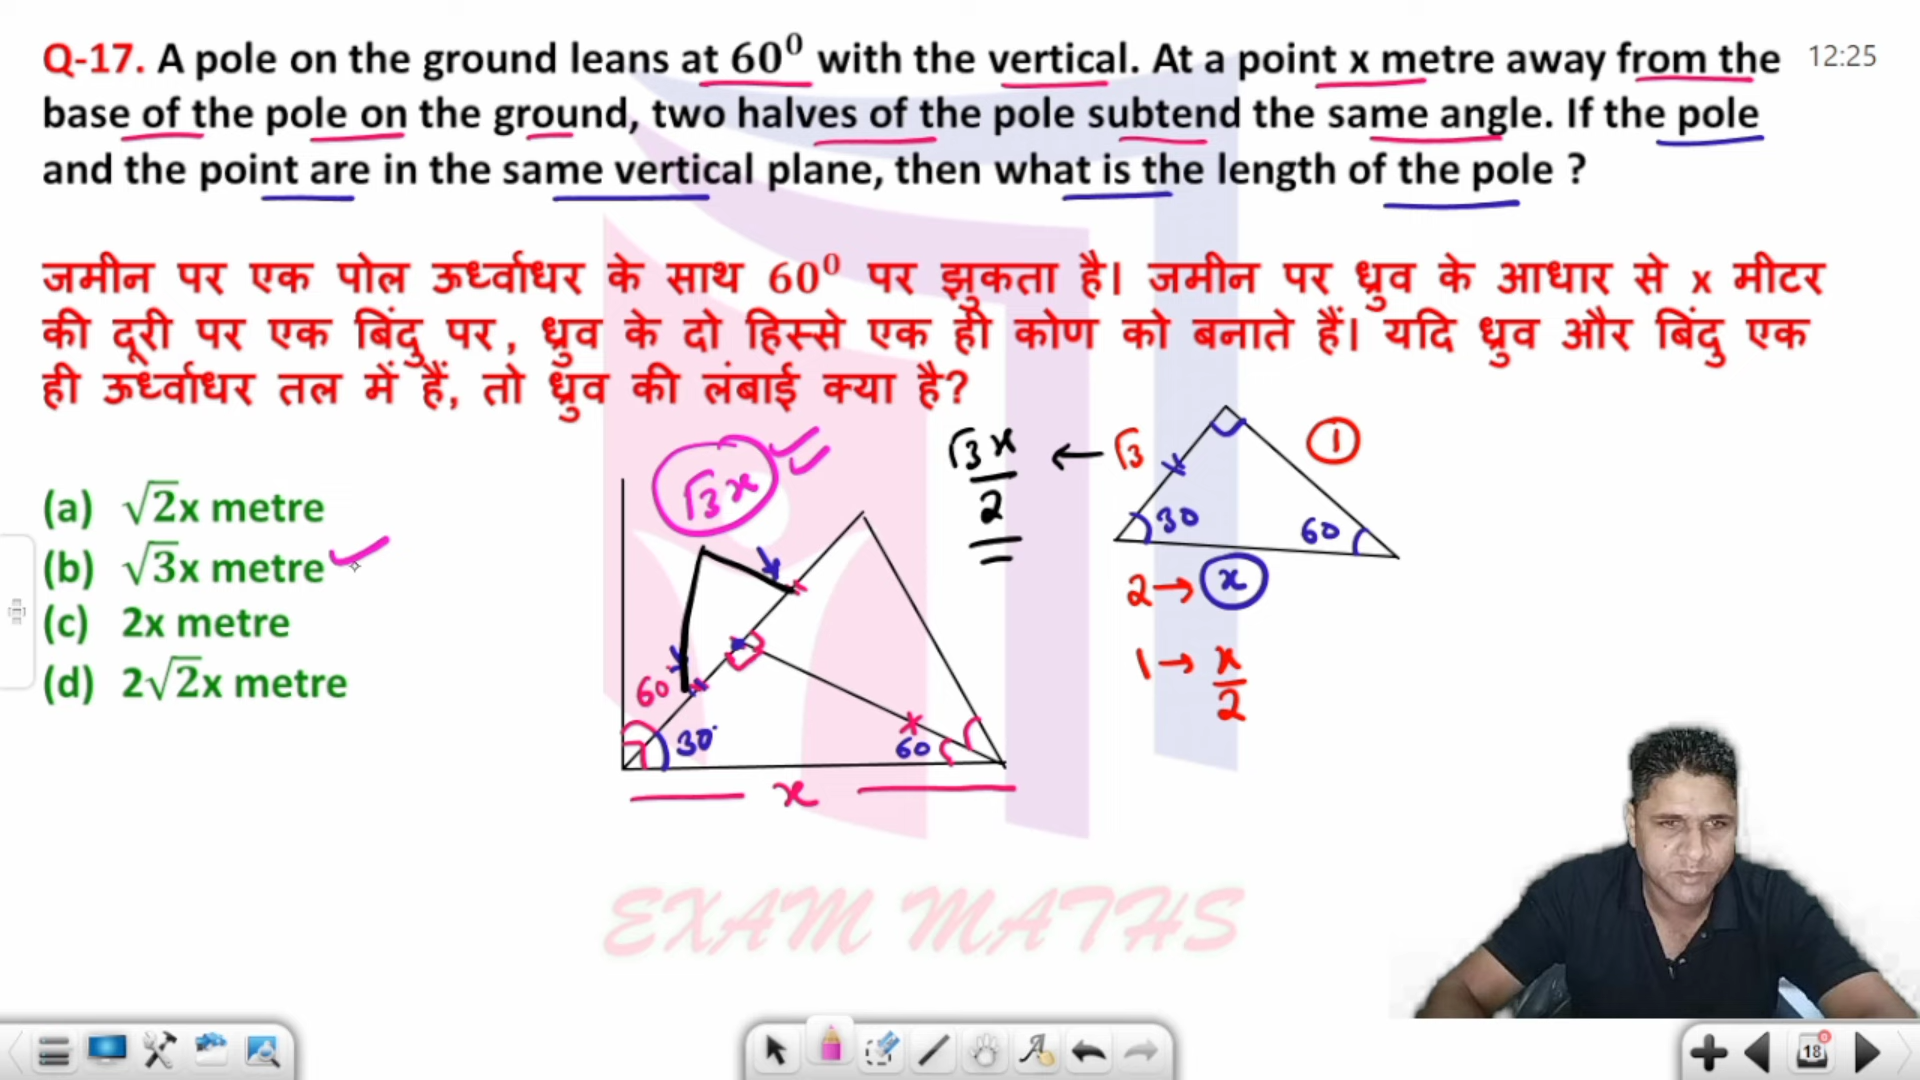 Q-17. A pole on the ground leans at 60⁰ with the vertical. At a point x metre away from the
12:25
base of the pole on the ground, two halves of the pole subtend the same angle. If the pole
and the point are in the same vertical plane, then what is the length of the pole ?
जमीन पर एक पोल ऊर्ध्वाधर के साथ 60⁰ पर झुकता है। जमीन पर ध्रुव के आधार से x मीटर
की दूरी पर एक बिंदु पर, ध्रुव के दो हिस्से एक ही कोण को बनाते हैं। यदि ध्रुव और बिंदु एक
ही ऊर्ध्वाधर तल में हैं, तो ध्रुव की लंबाई क्या है?
(a) √2x metre
(b) √3x metre
(c) 2x metre
(d) 2√2x metre
√3x
60
30
60
x
√3x/2 ← √3
1
30
60
2→ x
1→ x/2
EXAM MATHS
18
0